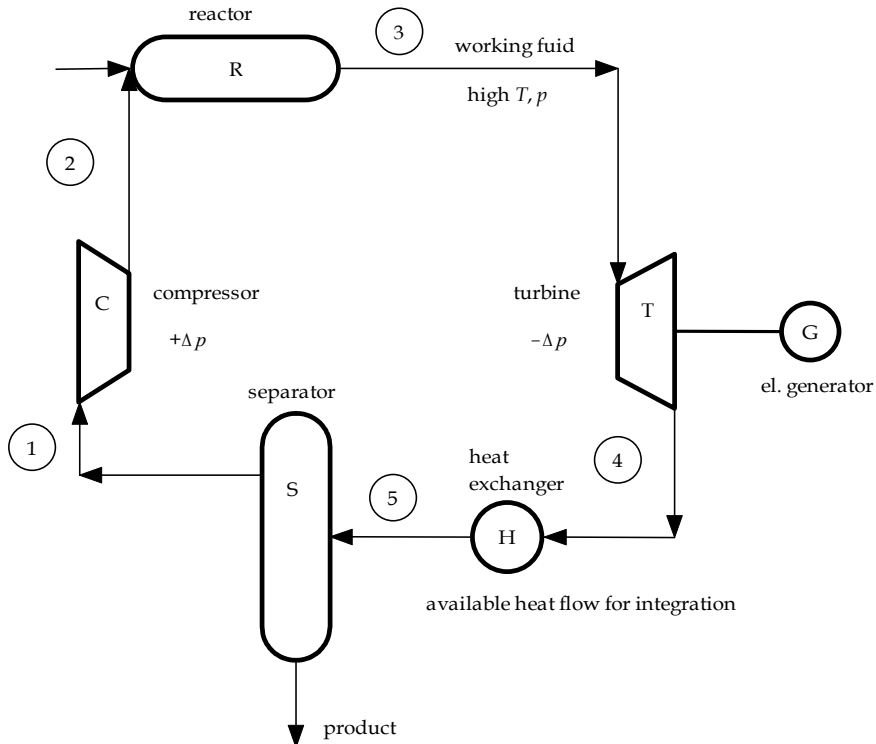 reactor
3
R
working fuid
high T, p
2
C
compressor
+Δ p
turbine
T
−Δ p
G
el. generator
separator
1
S
heat
exchanger
4
5
H
available heat flow for integration
product